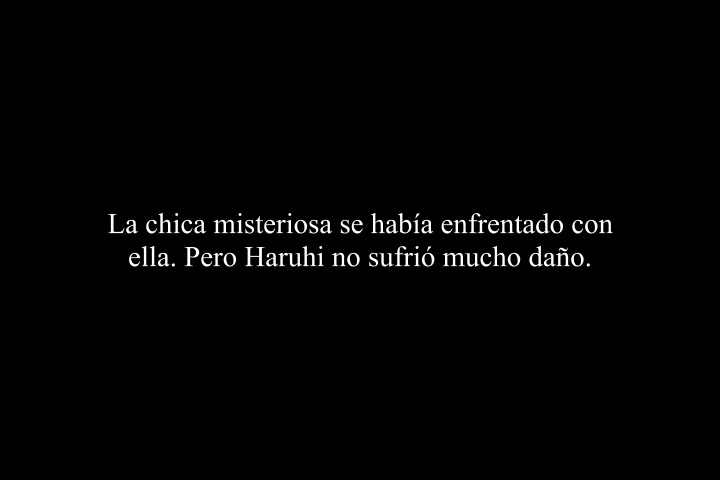 La chica misteriosa se había enfrentado con
ella. Pero Haruhi no sufrió mucho daño.